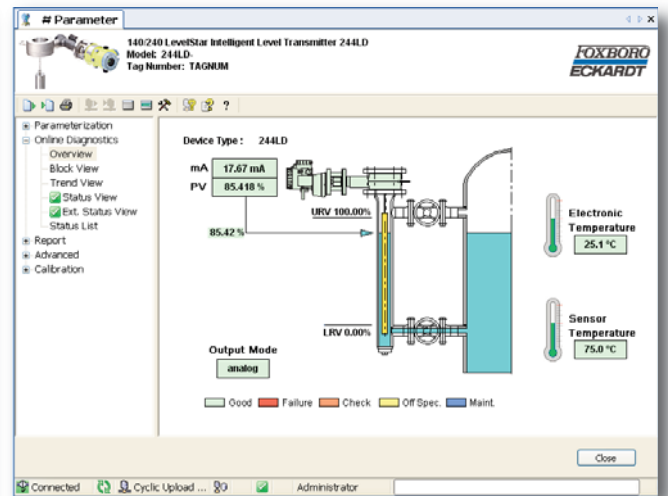 # Parameter
140/240 LevelStar Intelligent Level Transmitter 244LD
Model: 244LD-
Tag Number: TAGNUM
FOXBORO
ECKARDT
?
Parameterization
Online Diagnostics
Overview
Block View
Trend View
Status View
Ext. Status View
Status List
Report
Advanced
Calibration
Device Type : 244LD
mA 17.67 mA
PV 85.418 %
URV 100.00%
85.42 %
LRV 0.00%
Electronic
Temperature
25.1 °C
Sensor
Temperature
75.0 °C
Output Mode
analog
Good Failure Check Off Spec. Maint.
Close
Connected Cyclic Upload ... Administrator